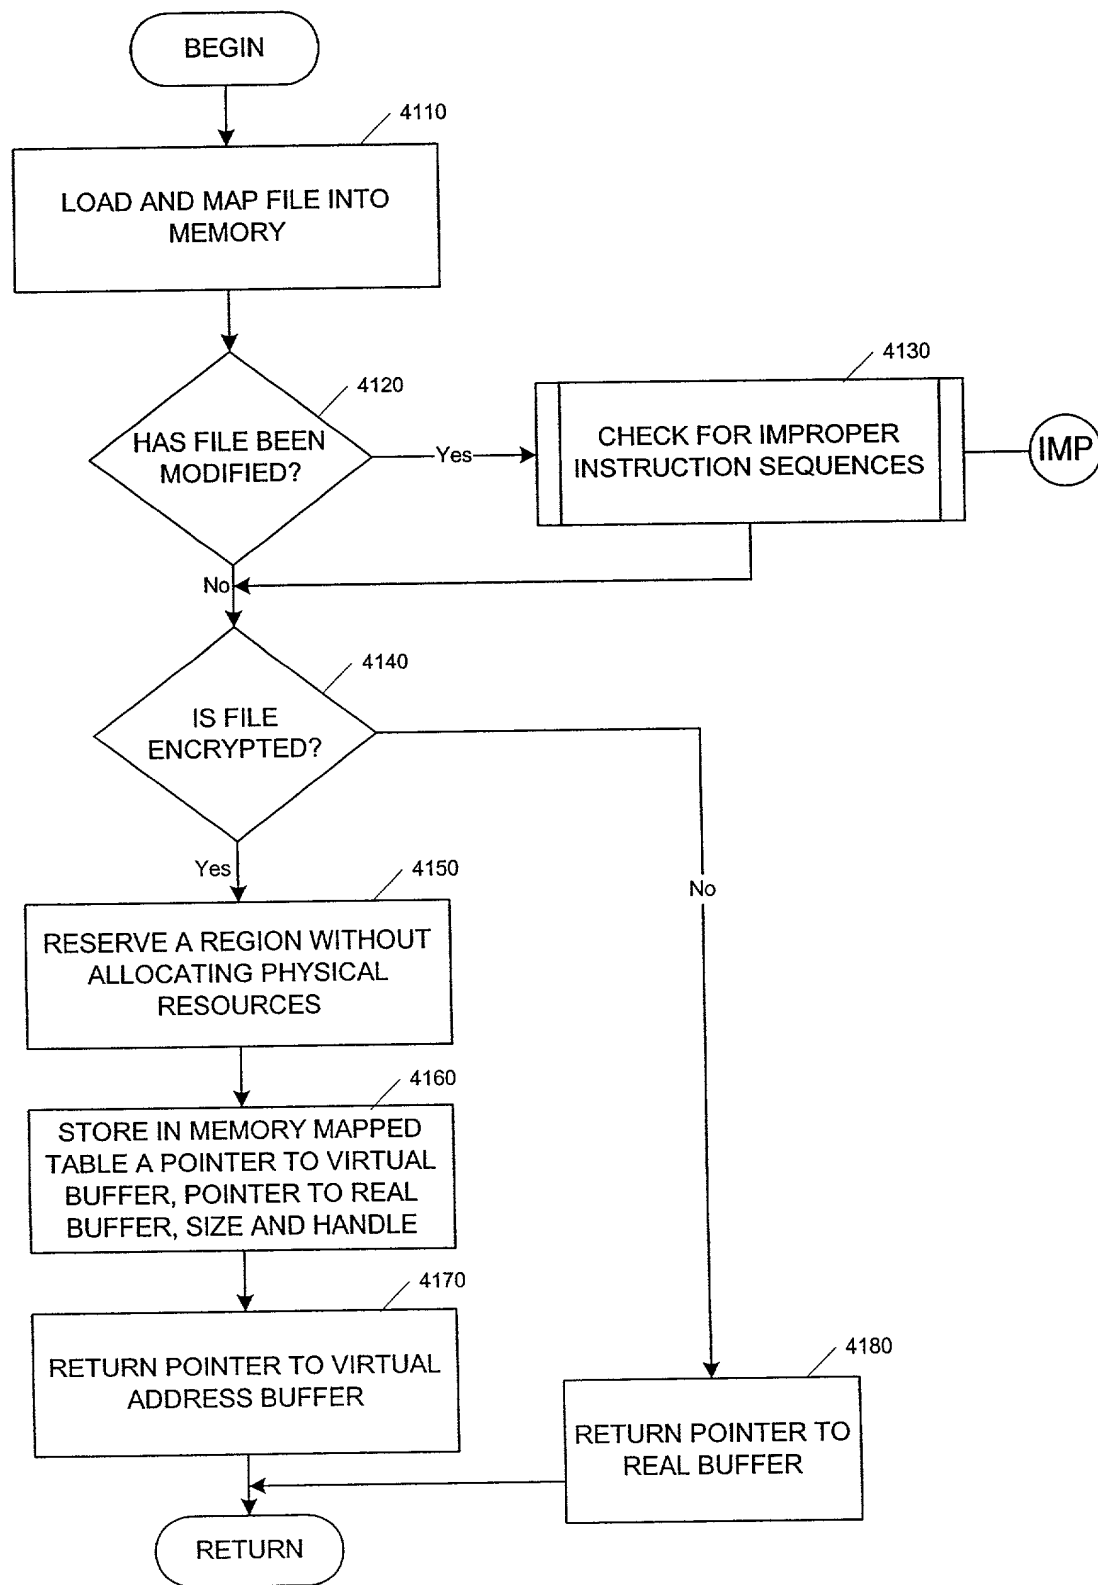 BEGIN
4110
LOAD AND MAP FILE INTO
MEMORY
4120
HAS FILE BEEN
MODIFIED?
Yes
4130
CHECK FOR IMPROPER
INSTRUCTION SEQUENCES
IMP
No
4140
IS FILE
ENCRYPTED?
Yes
No
4150
RESERVE A REGION WITHOUT
ALLOCATING PHYSICAL
RESOURCES
4160
STORE IN MEMORY MAPPED
TABLE A POINTER TO VIRTUAL
BUFFER, POINTER TO REAL
BUFFER, SIZE AND HANDLE
4170
RETURN POINTER TO VIRTUAL
ADDRESS BUFFER
4180
RETURN POINTER TO
REAL BUFFER
RETURN